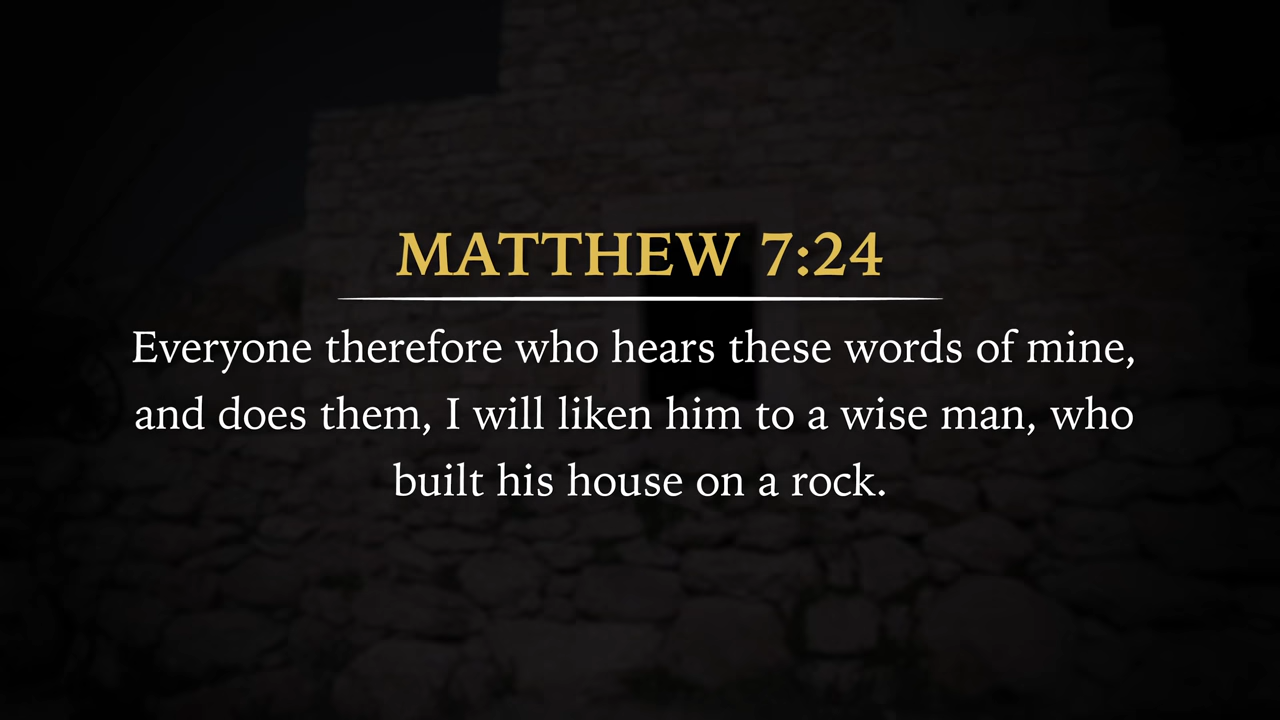 MATTHEW 7:24
Everyone therefore who hears these words of mine,
and does them, I will liken him to a wise man, who
built his house on a rock.